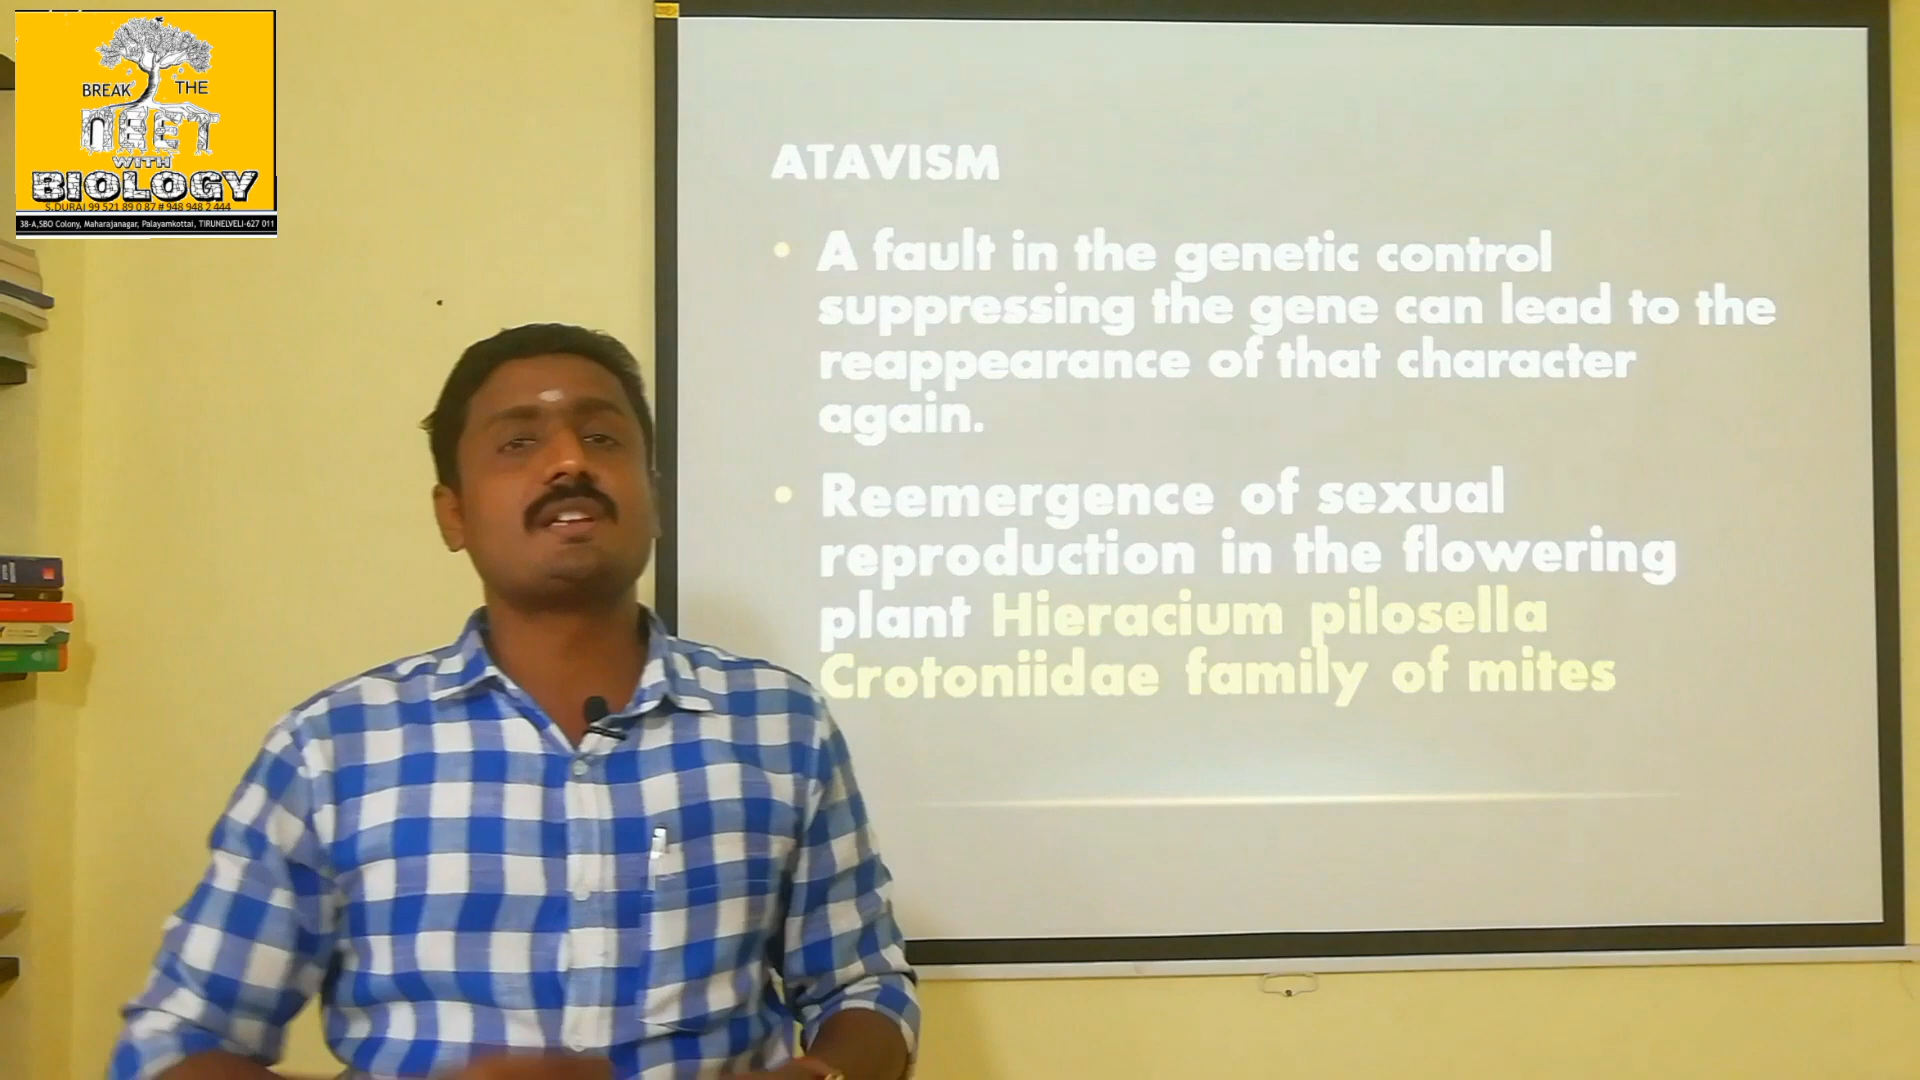 BREAK THE
NEET
WITH
BIOLOGY
S.DURAI 99 521 89 0 87 # 948 948 2 444
38-A,SBO Colony, Maharajanagar, Palayamkottai, TIRUNELVELI-627 011
ATAVISM
• A fault in the genetic control
suppressing the gene can lead to the
reappearance of that character
again.
• Reemergence of sexual
reproduction in the flowering
plant Hieracium pilosella
Crotoniidae family of mites